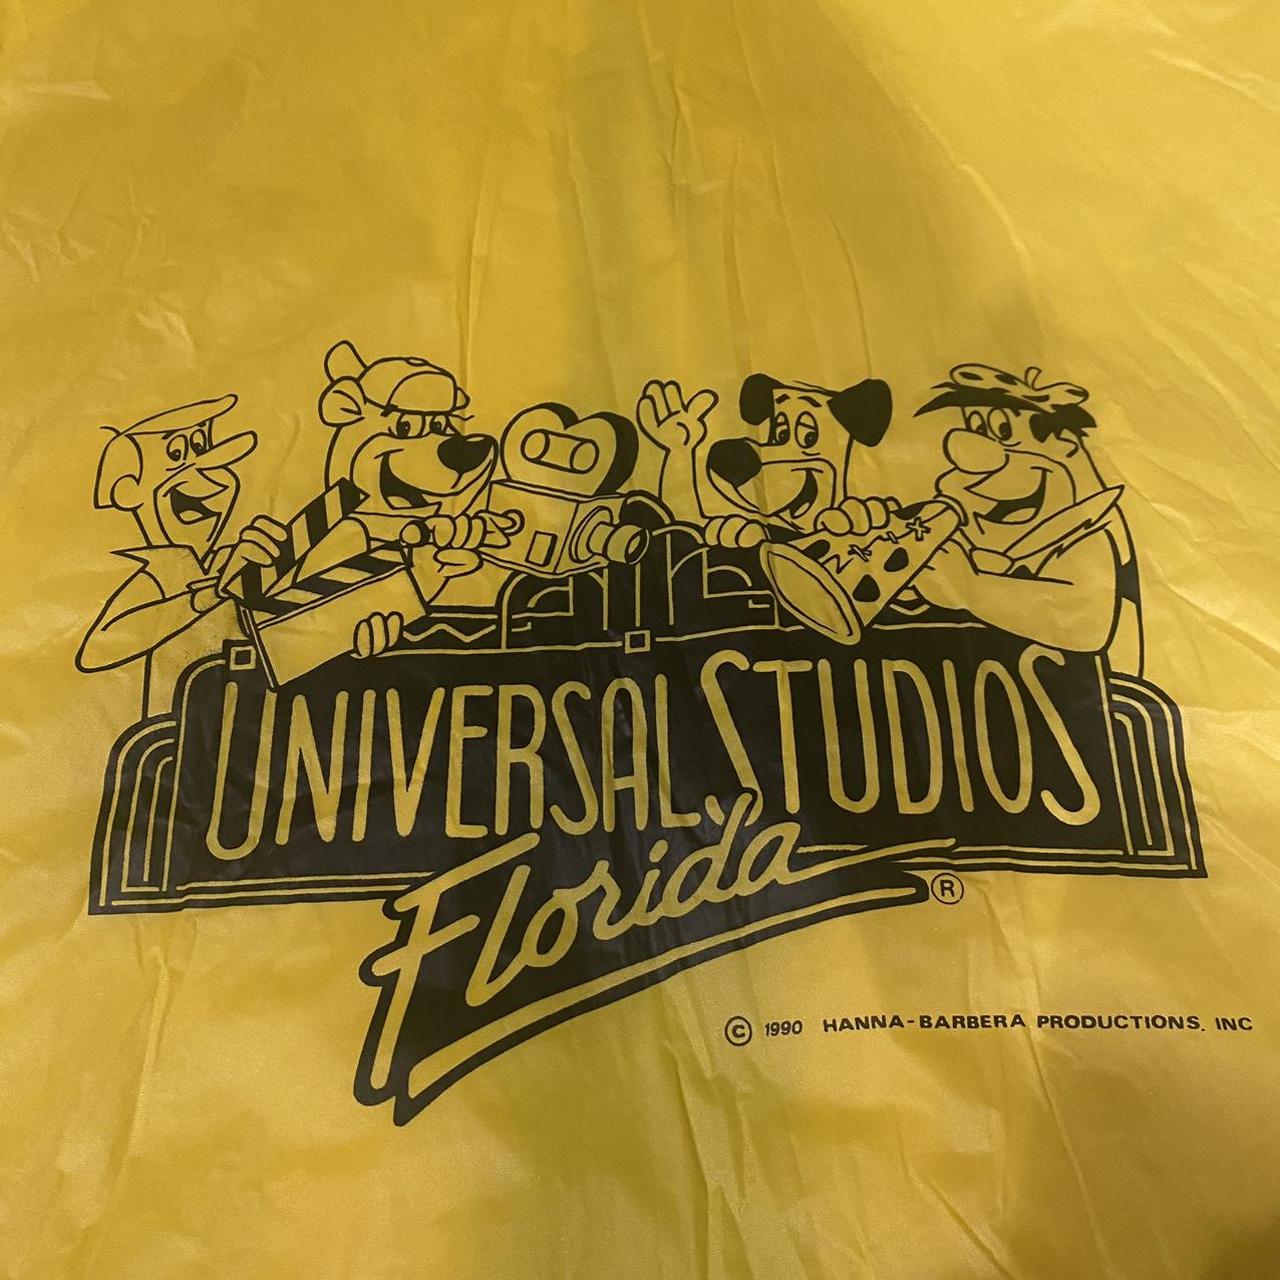 UNIVERSAL STUDIOS
Florida ®
© 1990 HANNA-BARBERA PRODUCTIONS, INC